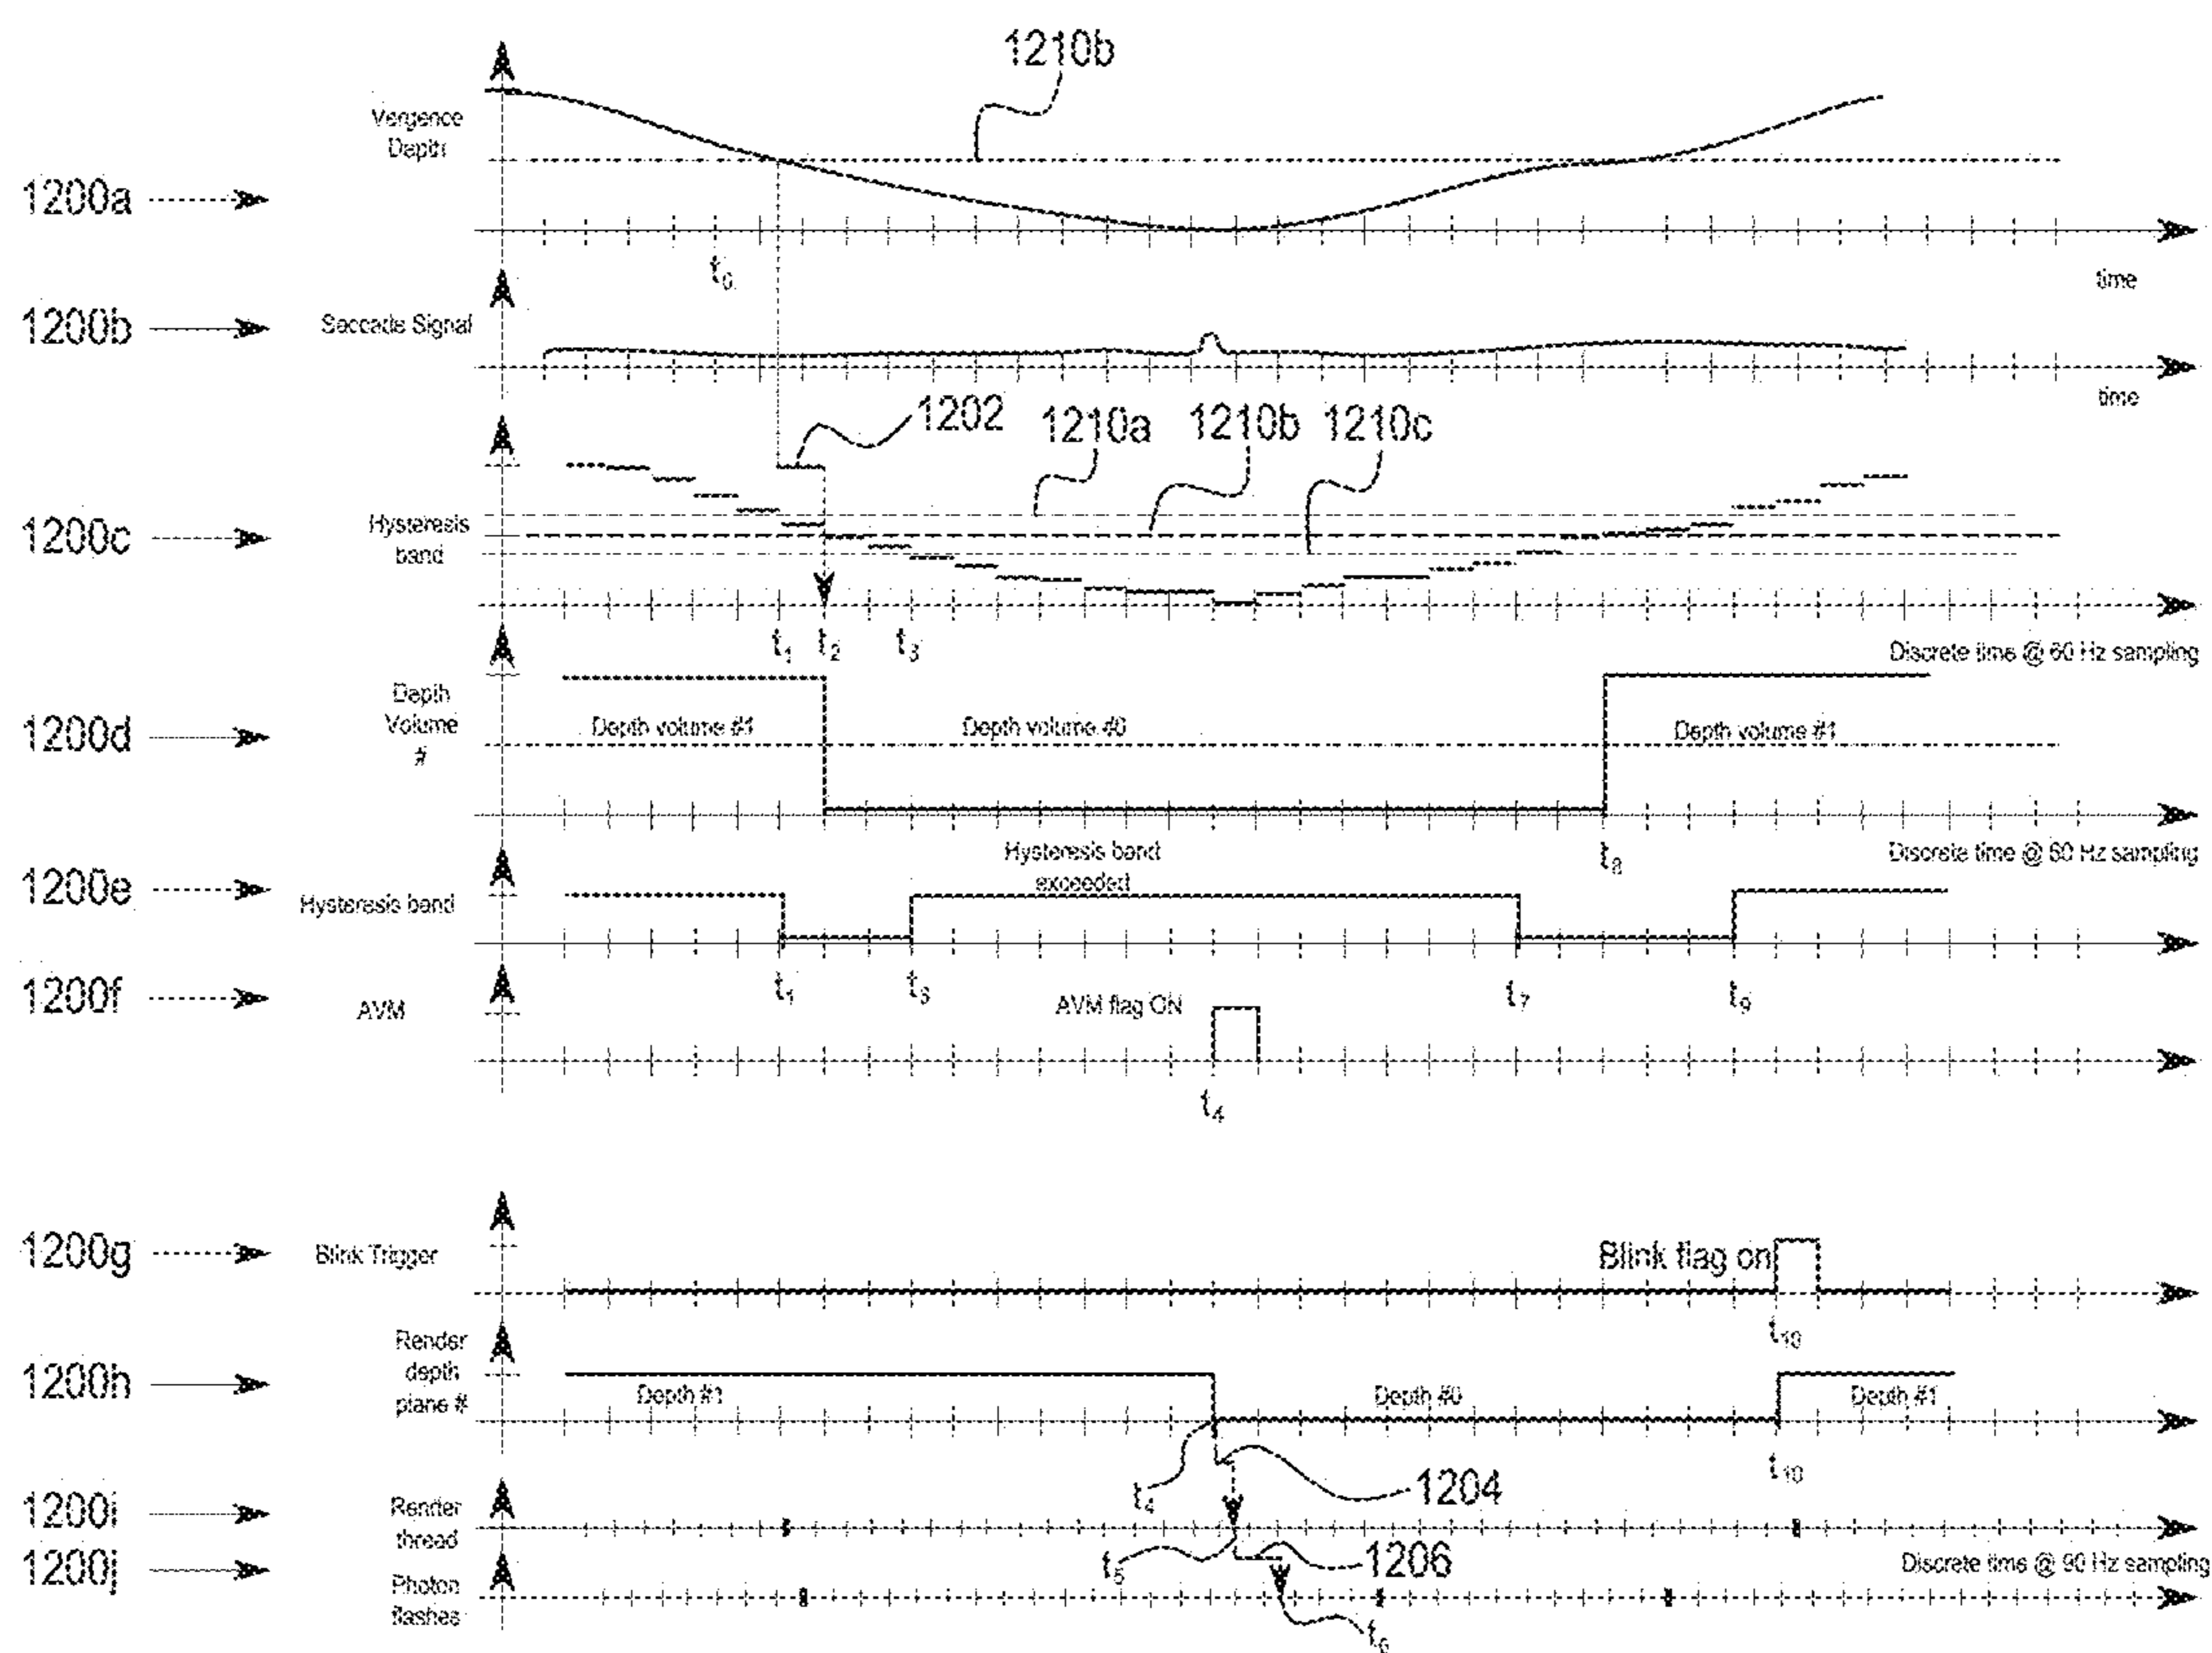 1210b
Vergence
Depth
1200a
t0
time
1200b
Saccade Signal
time
1202
1210a
1210b
1210c
1200c
Hysteresis
band
t1
t2
t3
Discrete time @ 60 Hz sampling
1200d
Depth
Volume
#
Depth volume #1
Depth volume #0
Depth volume #1
t8
Discrete time @ 60 Hz sampling
1200e
Hysteresis band
Hysteresis band
exceeded
t1
t3
t7
t9
1200f
AVM
AVM flag ON
t4
1200g
Blink Trigger
Blink flag on
t10
1200h
Render
depth
plane #
Depth #1
Depth #0
Depth #1
t10
t4
1204
1200i
Render
thread
t5
1206
Discrete time @ 90 Hz sampling
1200j
Photon
flashes
t6